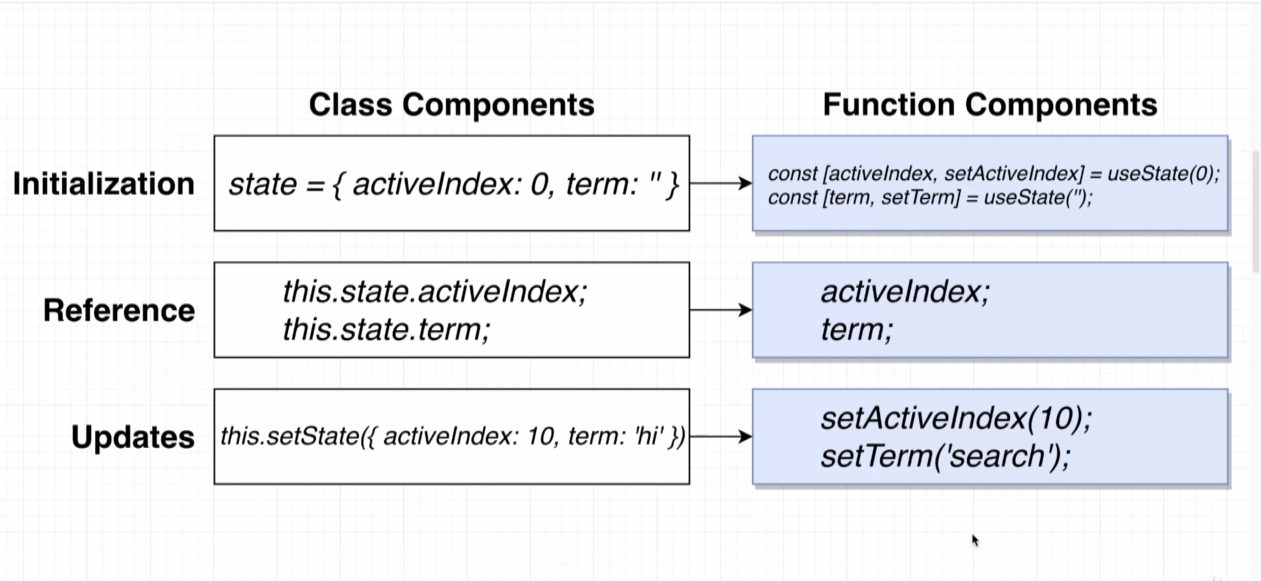 Class Components
Function Components
Initialization
state = { activeIndex: 0, term: '' }
const [activeIndex, setActiveIndex] = useState(0);
const [term, setTerm] = useState('');
Reference
this.state.activeIndex;
this.state.term;
activeIndex;
term;
Updates
this.setState({ activeIndex: 10, term: 'hi' })
setActiveIndex(10);
setTerm('search');